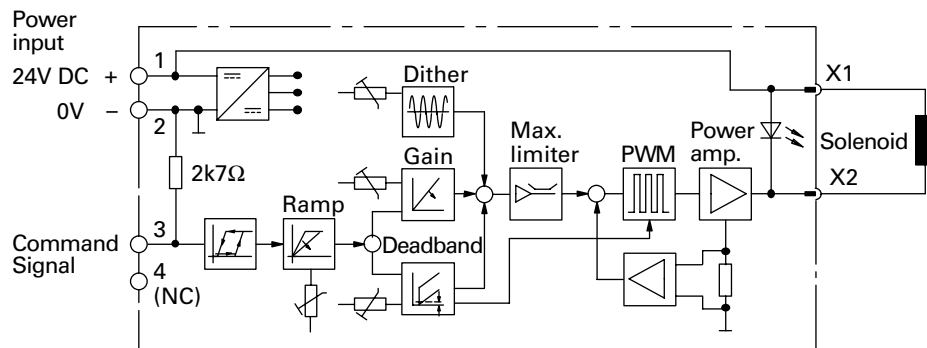 Power
input
24V DC +
0V –
1
2
2k7Ω
Command
Signal
3
4
(NC)
Ramp
Dither
Gain
Deadband
Max.
limiter
PWM
Power
amp.
X1
Solenoid
X2